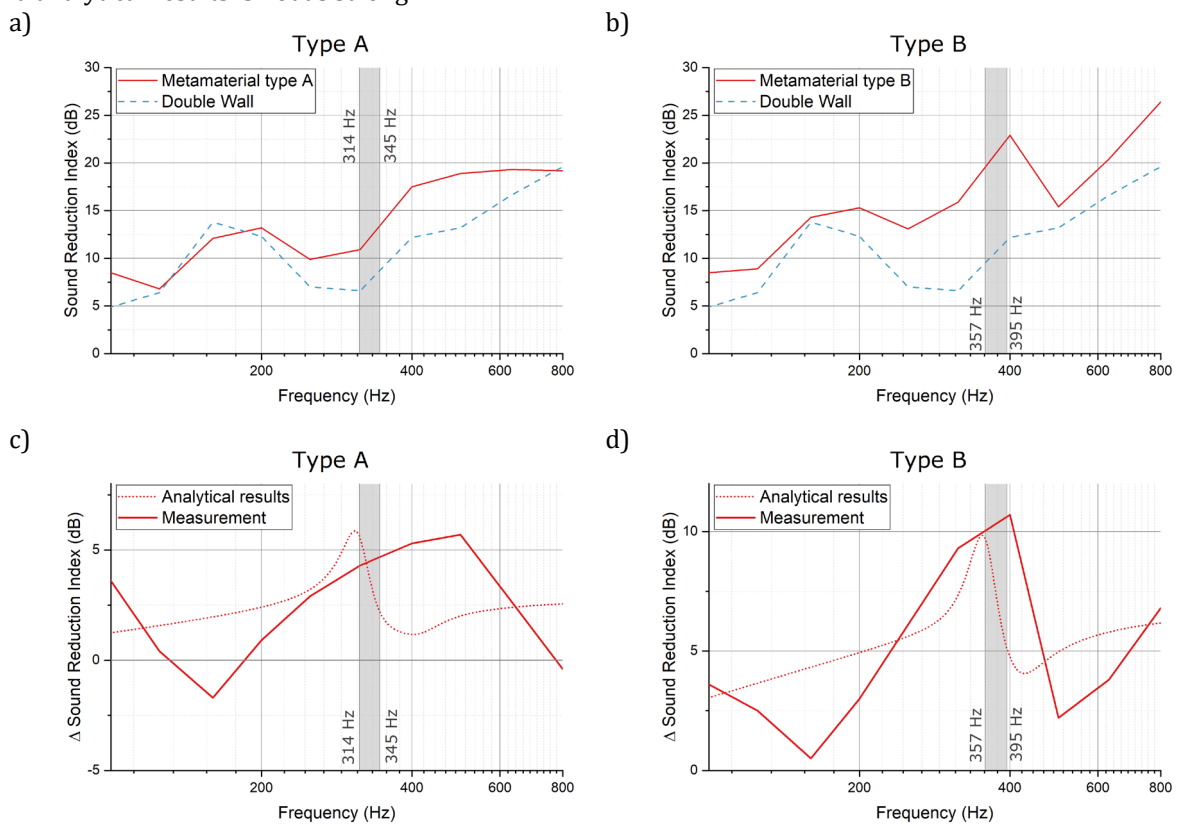 a)
Type A
Metamaterial type A
Double Wall
Sound Reduction Index (dB)
30
25
20
15
10
5
0
314 Hz
345 Hz
200
400
600
800
Frequency (Hz)
b)
Type B
Metamaterial type B
Double Wall
Sound Reduction Index (dB)
30
25
20
15
10
5
0
357 Hz
395 Hz
200
400
600
800
Frequency (Hz)
c)
Type A
Analytical results
Measurement
Δ Sound Reduction Index (dB)
5
0
-5
314 Hz
345 Hz
200
400
600
800
Frequency (Hz)
d)
Type B
Analytical results
Measurement
Δ Sound Reduction Index (dB)
10
5
0
357 Hz
395 Hz
200
400
600
800
Frequency (Hz)